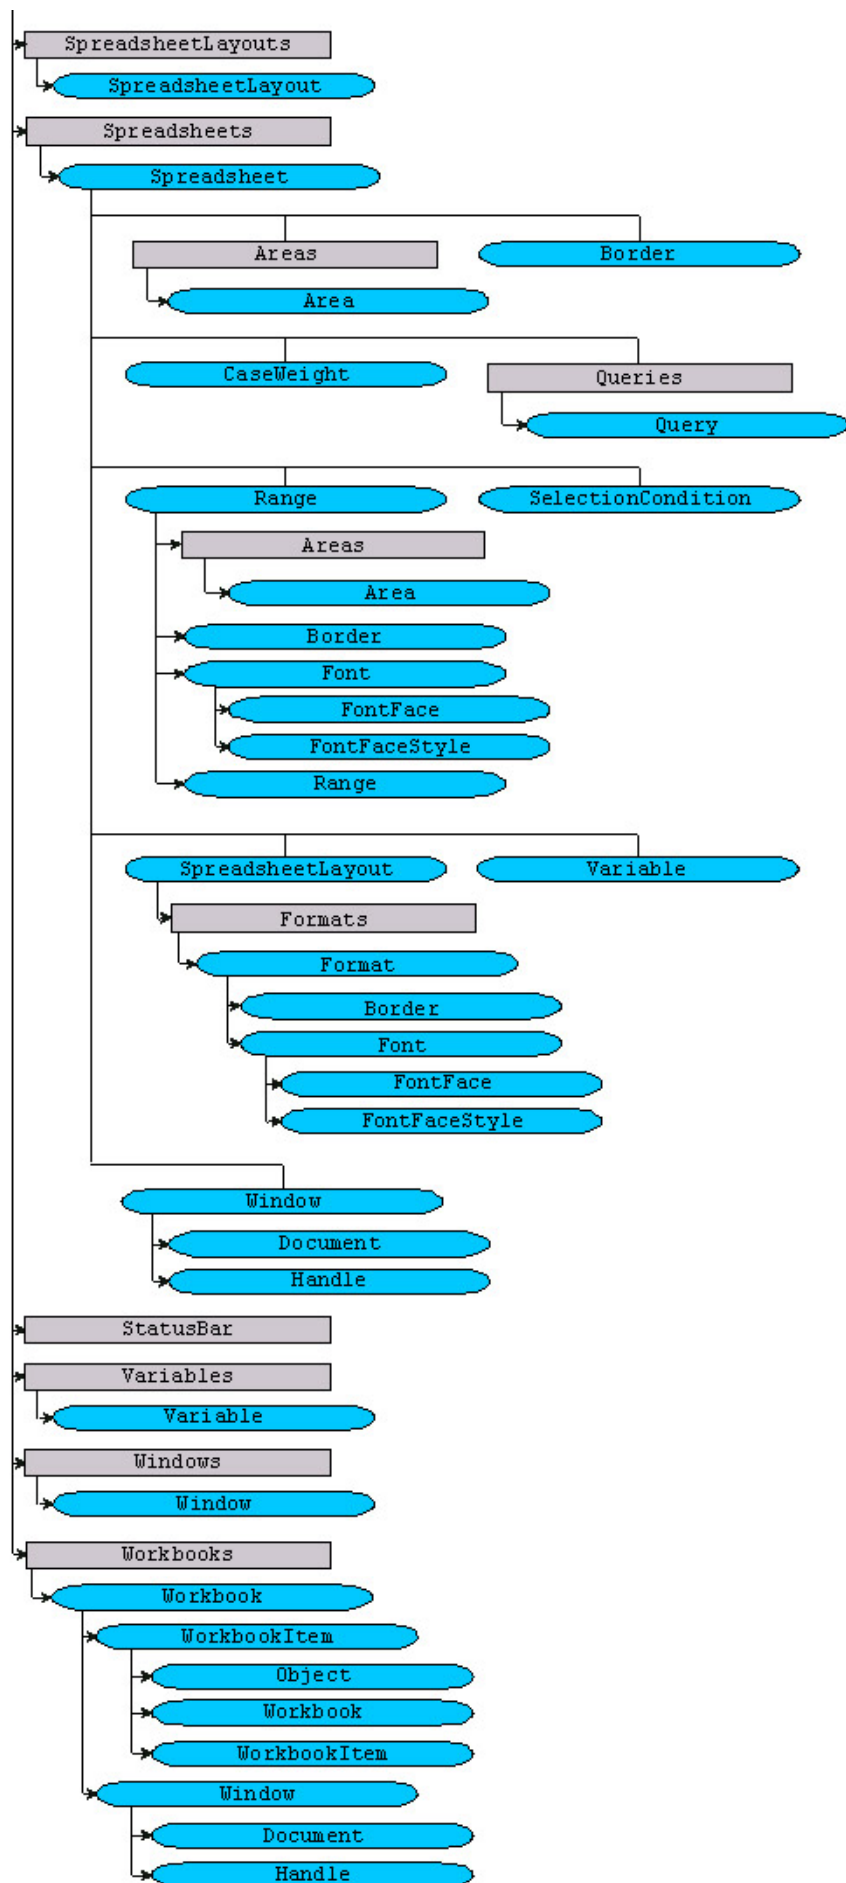 SpreadsheetLayouts
SpreadsheetLayout
Spreadsheets
Spreadsheet
Areas Border
Area
CaseWeight Queries
Query
Range SelectionCondition
Areas
Area
Border
Font
FontFace
FontFaceStyle
Range
SpreadsheetLayout Variable
Formats
Format
Border
Font
FontFace
FontFaceStyle
Window
Document
Handle
StatusBar
Variables
Variable
Windows
Window
Workbooks
Workbook
WorkbookItem
Object
Workbook
WorkbookItem
Window
Document
Handle